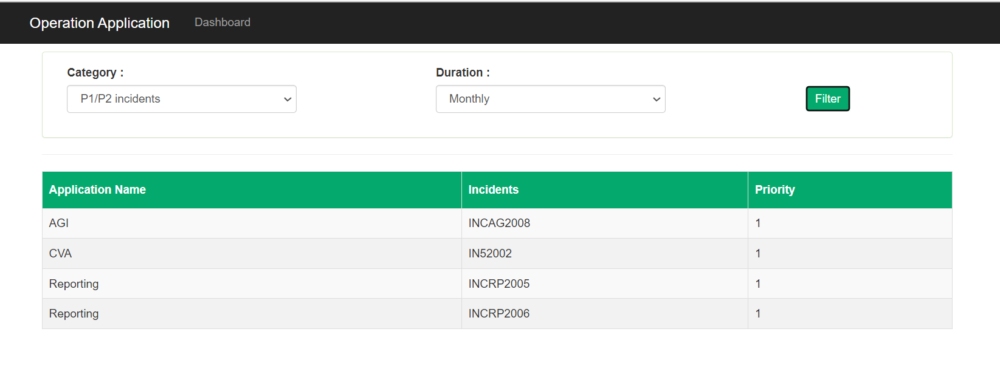 Operation Application Dashboard
Category : Duration :
P1/P2 incidents Monthly Filter
Application Name Incidents Priority
AGI INCAG2008 1
CVA IN52002 1
Reporting INCRP2005 1
Reporting INCRP2006 1